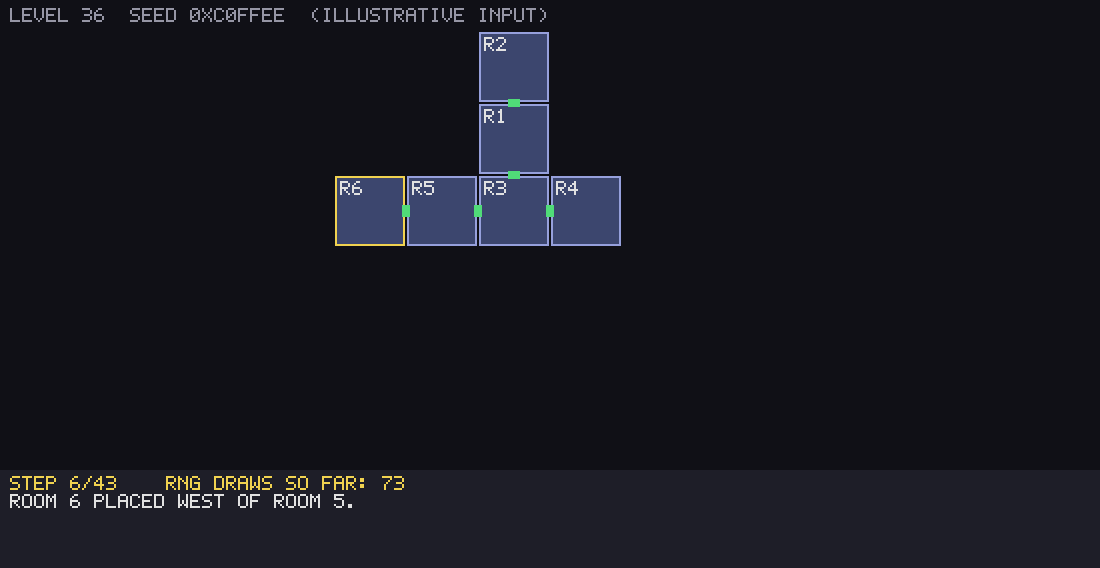 LEVEL 36 SEED 0XC0FFEE (ILLUSTRATIVE INPUT)
R2
R1
R6 R5 R3 R4
STEP 6/43 RNG DRAWS SO FAR: 73
ROOM 6 PLACED WEST OF ROOM 5.